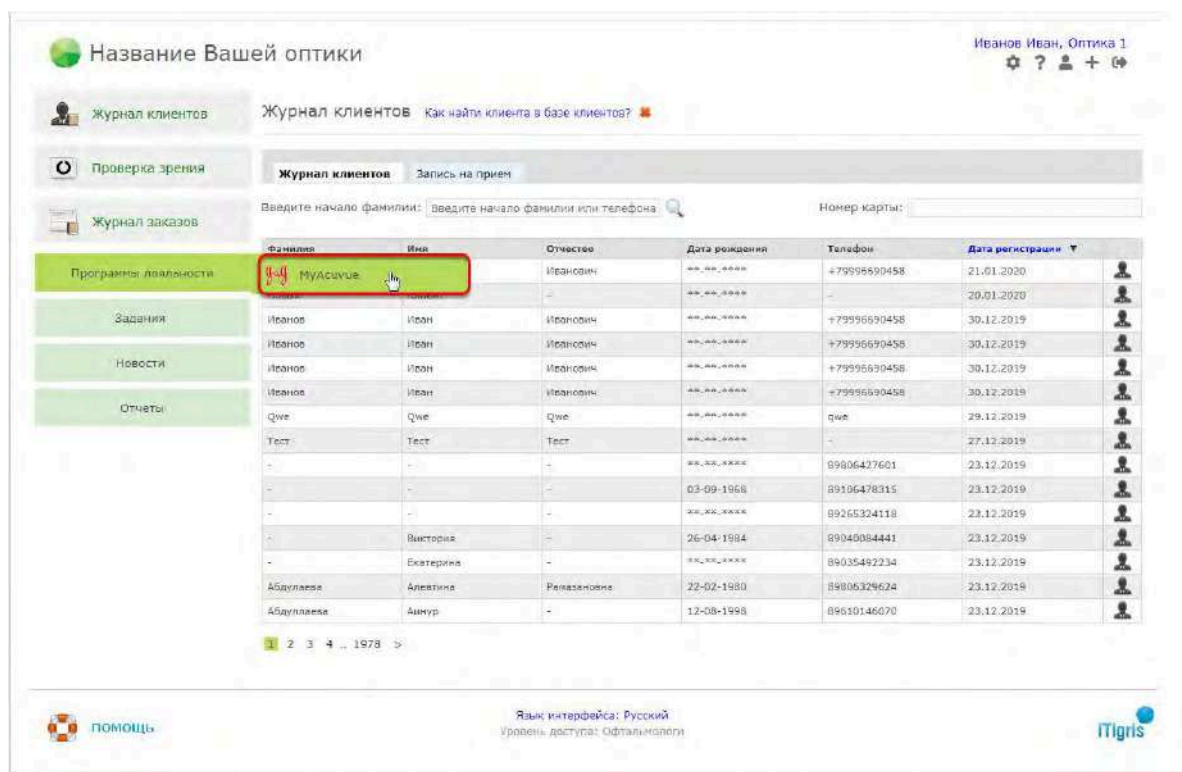 Название Вашей оптики
Иванов Иван, Оптика 1
Журнал клиентов
Проверка зрения
Журнал заказов
Программы лояльности
Задания
Новости
Отчеты
Журнал клиентов Как найти клиента в базе клиентов?
Журнал клиентов Запись на прием
Введите начало фамилии: Введите начало фамилии или телефона Номер карты:
Фамилия Имя Отчество Дата рождения Телефон Дата регистрации ▼
MyAcuvue Иванович **.**.**** +79996690458 21.01.2020
- **.**.**** - 20.01.2020
Иванов Иван Иванович **.**.**** +79996690458 30.12.2019
Иванов Иван Иванович **.**.**** +79996690458 30.12.2019
Иванов Иван Иванович **.**.**** +79996690458 30.12.2019
Иванов Иван Иванович **.**.**** +79996690458 30.12.2019
Qwe Qwe Qwe **.**.**** qwe 29.12.2019
Тест Тест Тест **.**.**** - 27.12.2019
- - - **.**.**** 89806427601 23.12.2019
- - - 03-09-1968 89106478315 23.12.2019
- - - **.**.**** 89265324118 23.12.2019
- Виктория - 26-04-1984 89040084441 23.12.2019
- Екатерина - **.**.**** 89035492234 23.12.2019
Абдулаева Алевтина Рамазановна 22-02-1980 89806329624 23.12.2019
Абдуллаева Айнур - 12-08-1998 89610146070 23.12.2019
1 2 3 4 .. 1978 >
ПОМОЩЬ
Язык интерфейса: Русский
Уровень доступа: Офтальмологи
iTigris